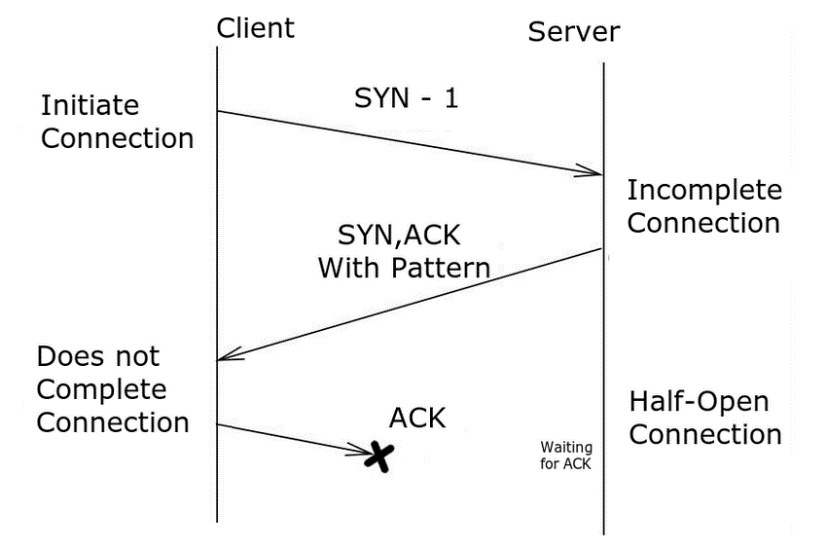 Client
Server
SYN - 1
Initiate
Connection
Incomplete
Connection
SYN,ACK
With Pattern
Does not
Complete
Connection
ACK
Half-Open
Connection
Waiting
for ACK